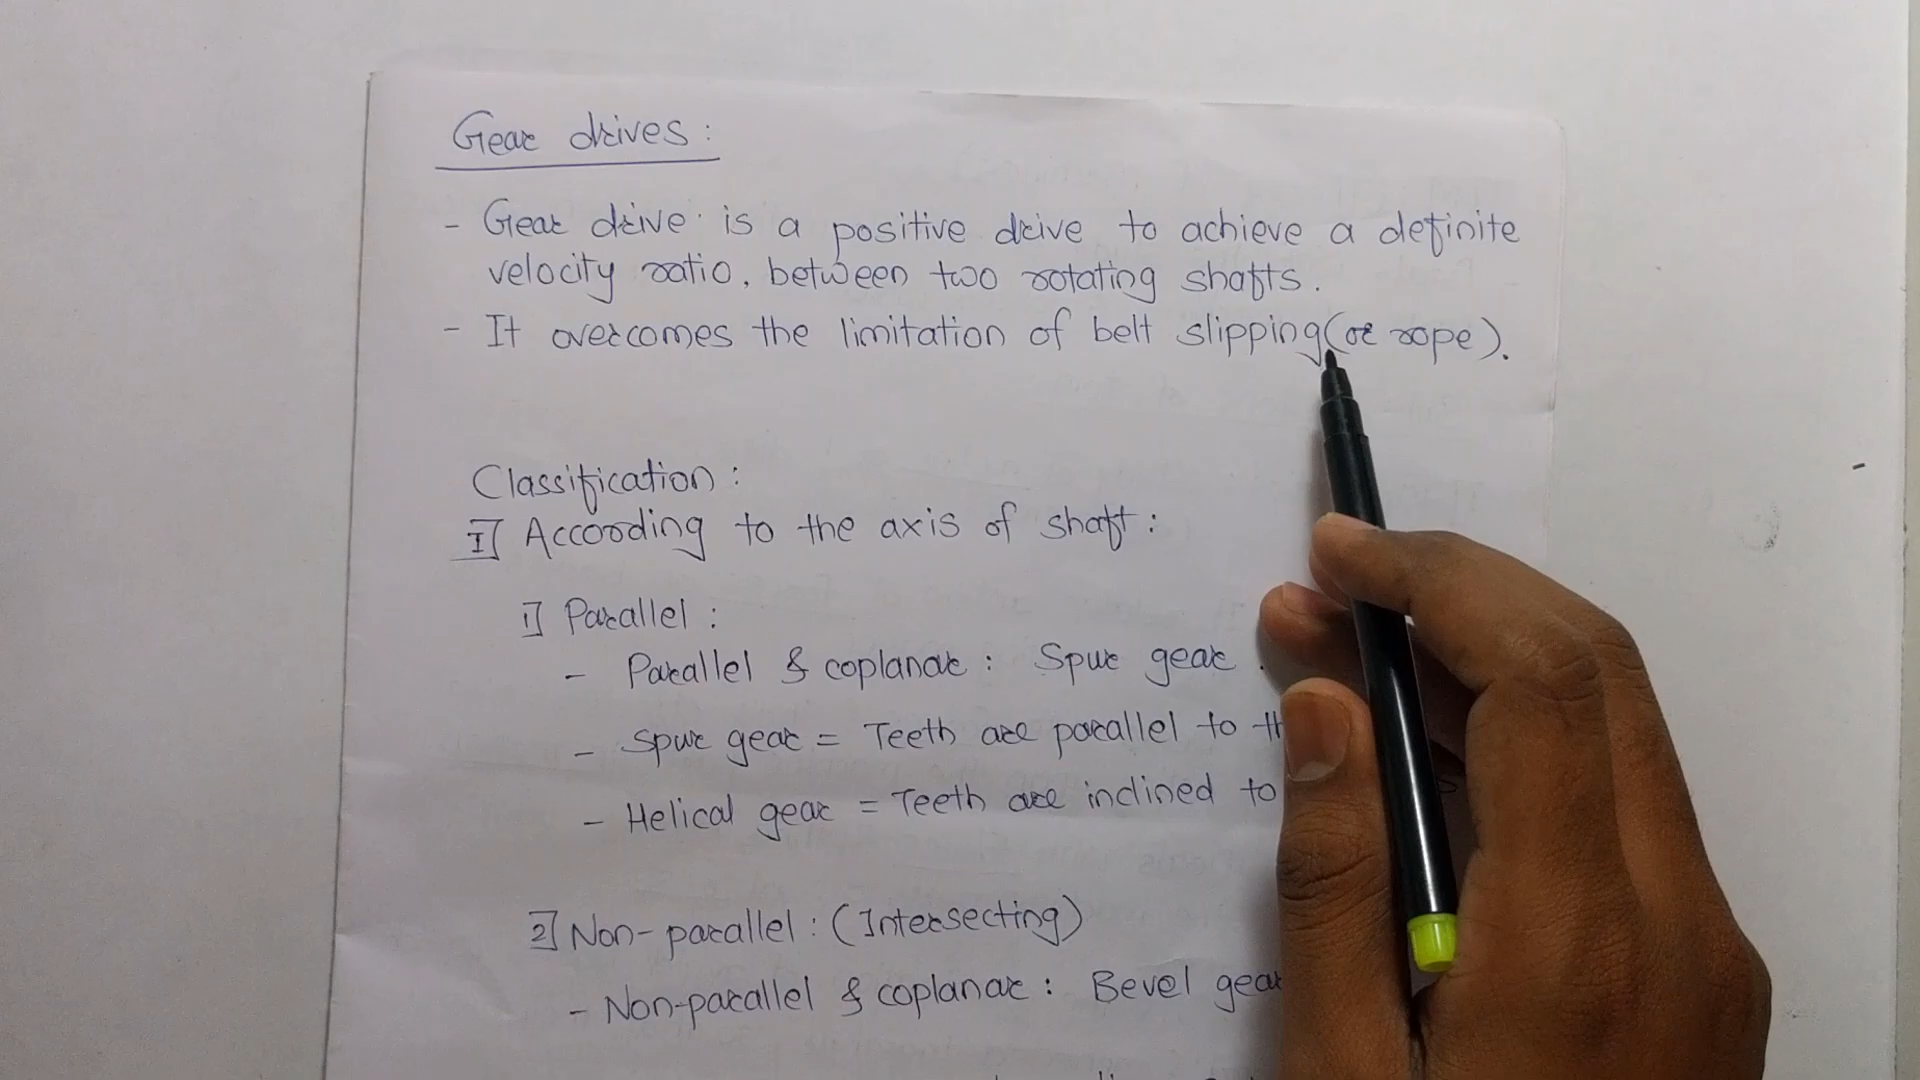 Gear drives :
- Gear drive is a positive drive to achieve a definite
velocity ratio, between two rotating shafts.
- It overcomes the limitation of belt slipping (or rope).
Classification :
I] According to the axis of shaft :
1] Parallel :
- Parallel & coplanar : Spur gear .
- Spur gear = Teeth are parallel to
- Helical gear = Teeth are inclined to
2] Non-parallel : (Intersecting)
- Non-parallel & coplanar : Bevel gear